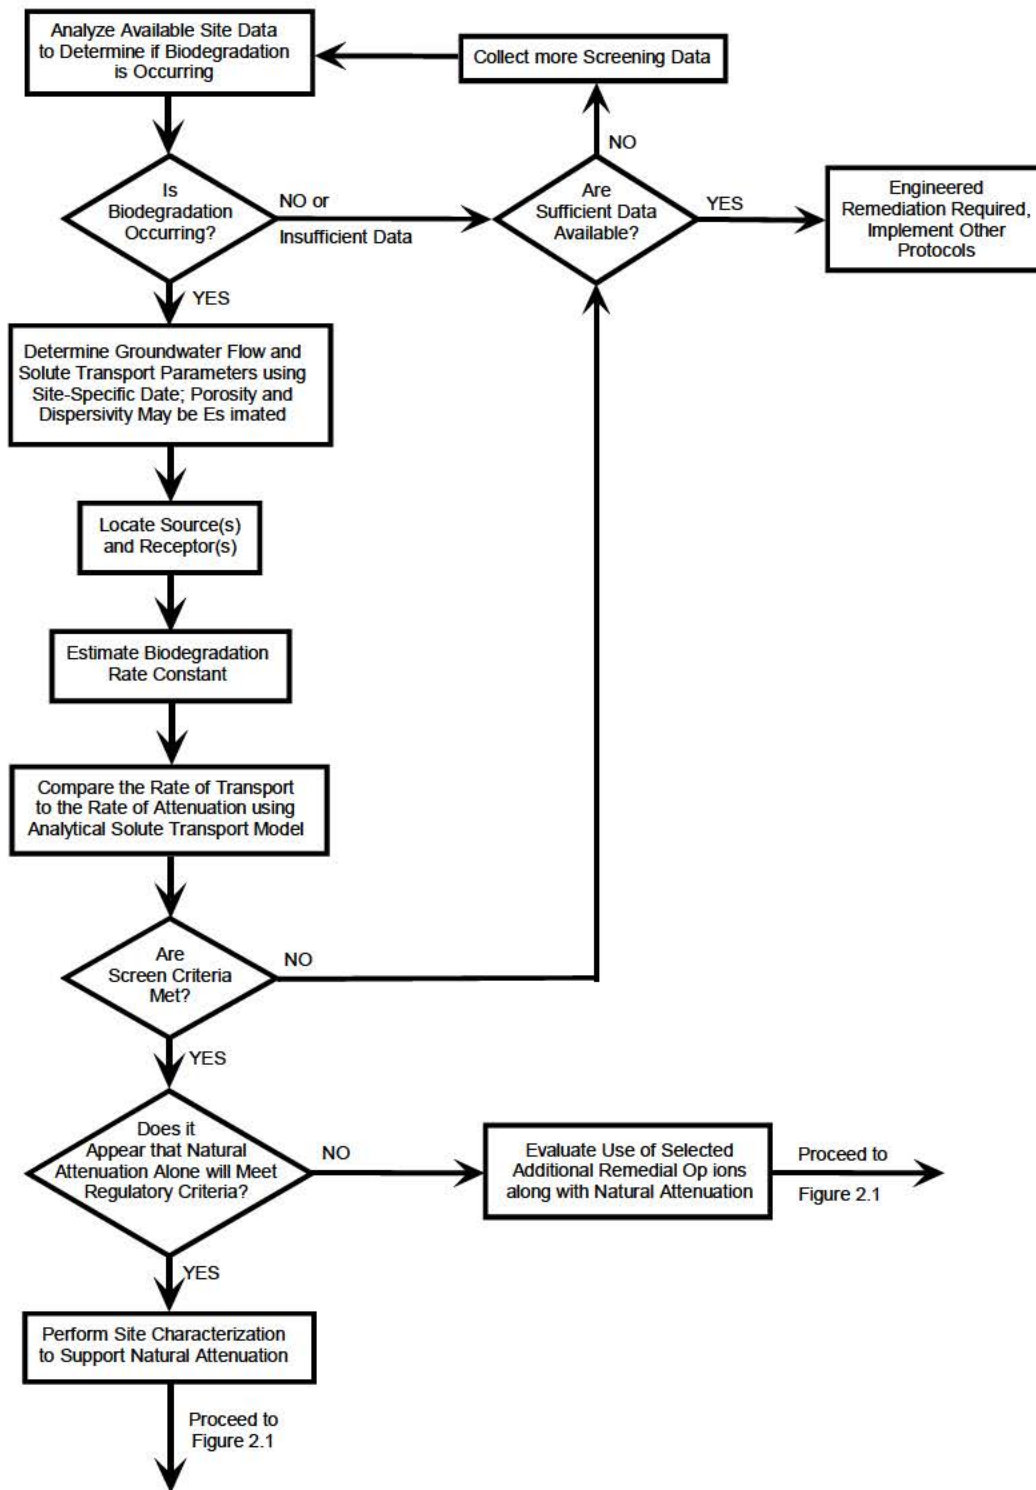 Analyze Available Site Data
to Determine if Biodegradation
is Occurring
Collect more Screening Data
NO
Is
Biodegradation
Occurring?
NO or
Insufficient Data
Are
Sufficient Data
Available?
YES
Engineered
Remediation Required,
Implement Other
Protocols
YES
Determine Groundwater Flow and
Solute Transport Parameters using
Site-Specific Date; Porosity and
Dispersivity May be Es imated
Locate Source(s)
and Receptor(s)
Estimate Biodegradation
Rate Constant
Compare the Rate of Transport
to the Rate of Attenuation using
Analytical Solute Transport Model
Are
Screen Criteria
Met?
NO
YES
Does it
Appear that Natural
Attenuation Alone will Meet
Regulatory Criteria?
NO
Evaluate Use of Selected
Additional Remedial Op ions
along with Natural Attenuation
Proceed to
Figure 2.1
YES
Perform Site Characterization
to Support Natural Attenuation
Proceed to
Figure 2.1